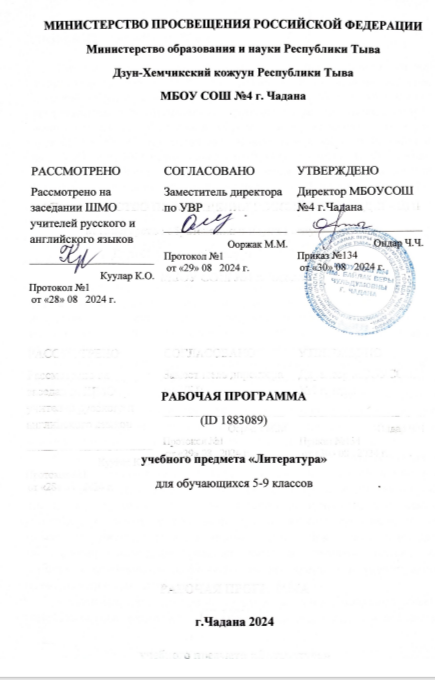 МИНИСТЕРСТВО ПРОСВЕЩЕНИЯ РОССИЙСКОЙ ФЕДЕРАЦИИ
Министерство образования и науки Республики Тыва
Дзун-Хемчикский кожуун Республики Тыва
МБОУ СОШ №4 г. Чадана
РАССМОТРЕНО
Рассмотрено на
заседании ШМО
учителей русского и
английского языков
Куулар К.О.
Протокол №1
от «28» 08 2024 г.
СОГЛАСОВАНО
Заместитель директора
по УВР
Ооржак М.М.
Протокол №1
от «29» 08 2024 г.
УТВЕРЖДЕНО
Директор МБОУСОШ
№4 г.Чадана
Ондар Ч.Ч.
Приказ №134
от «30» 08 2024 г.
РАБОЧАЯ ПРОГРАММА
(ID 1883089)
учебного предмета «Литература»
для обучающихся 5-9 классов
г.Чадана 2024